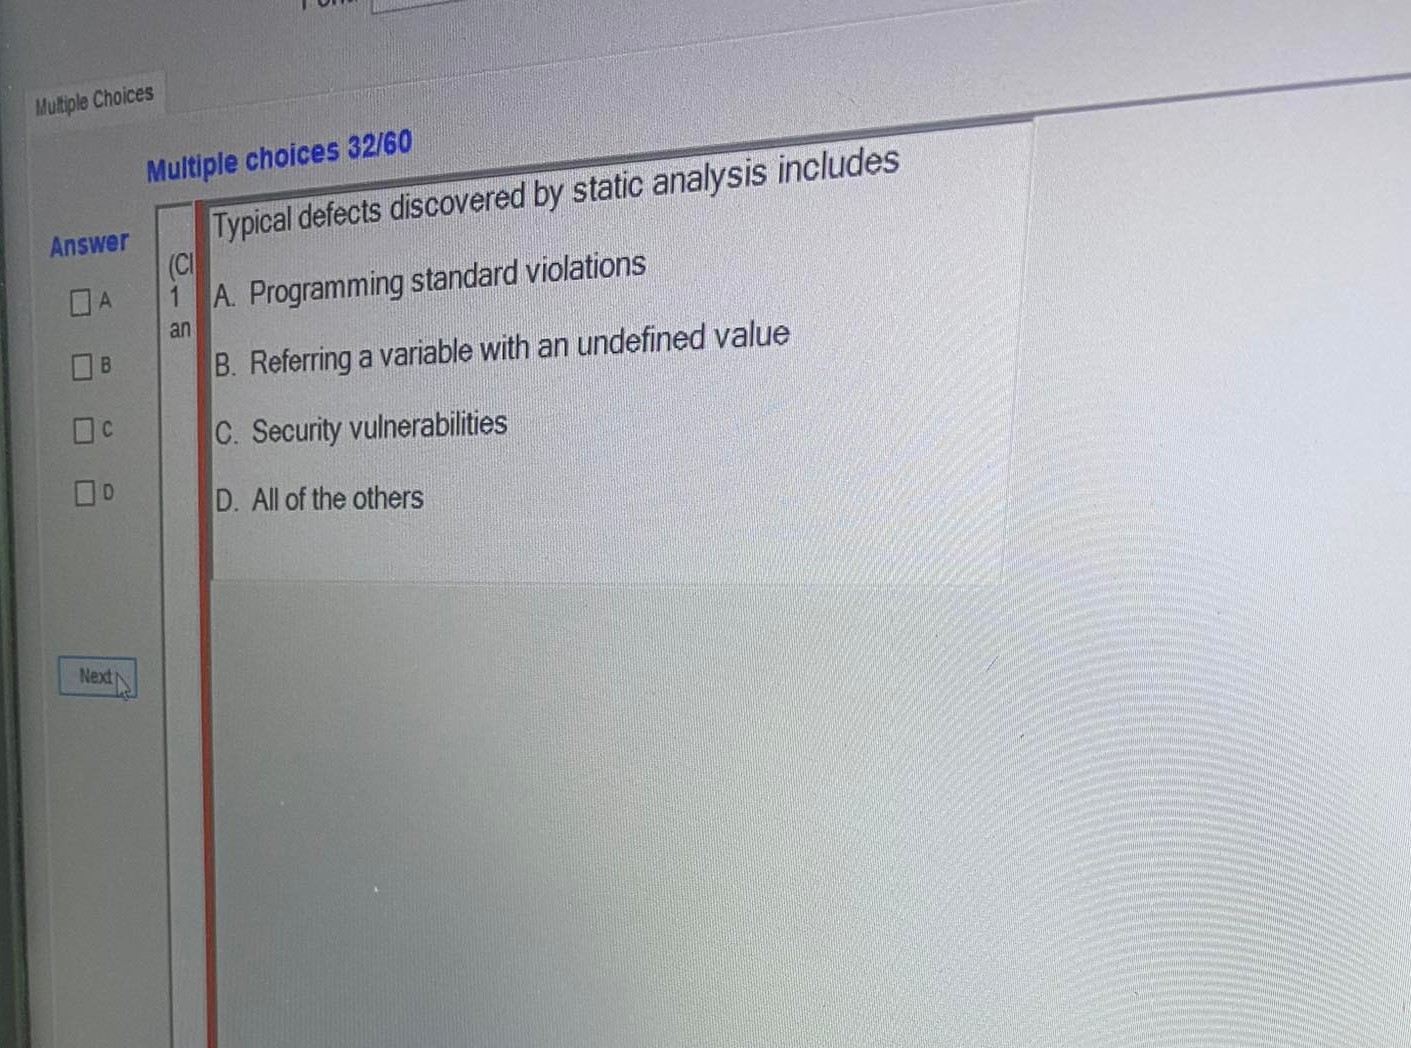 Multiple Choices
Multiple choices 32/60
Answer
A
B
C
D
Next
(Cl
1
an
Typical defects discovered by static analysis includes
A. Programming standard violations
B. Referring a variable with an undefined value
C. Security vulnerabilities
D. All of the others